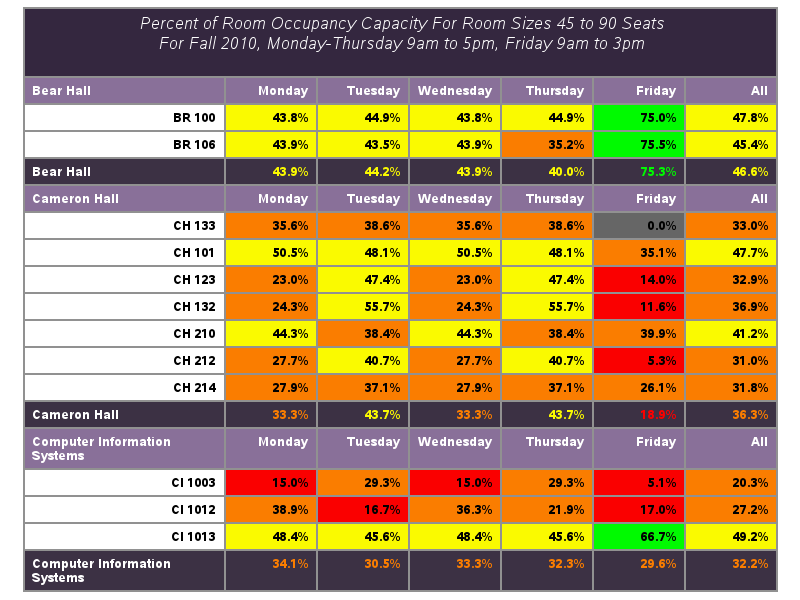 Percent of Room Occupancy Capacity For Room Sizes 45 to 90 Seats
For Fall 2010, Monday-Thursday 9am to 5pm, Friday 9am to 3pm
Bear Hall Monday Tuesday Wednesday Thursday Friday All
BR 100 43.8% 44.9% 43.8% 44.9% 75.0% 47.8%
BR 106 43.9% 43.5% 43.9% 35.2% 75.5% 45.4%
Bear Hall 43.9% 44.2% 43.9% 40.0% 75.3% 46.6%
Cameron Hall Monday Tuesday Wednesday Thursday Friday All
CH 133 35.6% 38.6% 35.6% 38.6% 0.0% 33.0%
CH 101 50.5% 48.1% 50.5% 48.1% 35.1% 47.7%
CH 123 23.0% 47.4% 23.0% 47.4% 14.0% 32.9%
CH 132 24.3% 55.7% 24.3% 55.7% 11.6% 36.9%
CH 210 44.3% 38.4% 44.3% 38.4% 39.9% 41.2%
CH 212 27.7% 40.7% 27.7% 40.7% 5.3% 31.0%
CH 214 27.9% 37.1% 27.9% 37.1% 26.1% 31.8%
Cameron Hall 33.3% 43.7% 33.3% 43.7% 18.9% 36.3%
Computer Information Monday Tuesday Wednesday Thursday Friday All
Systems
CI 1003 15.0% 29.3% 15.0% 29.3% 5.1% 20.3%
CI 1012 38.9% 16.7% 36.3% 21.9% 17.0% 27.2%
CI 1013 48.4% 45.6% 48.4% 45.6% 66.7% 49.2%
Computer Information 34.1% 30.5% 33.3% 32.3% 29.6% 32.2%
Systems